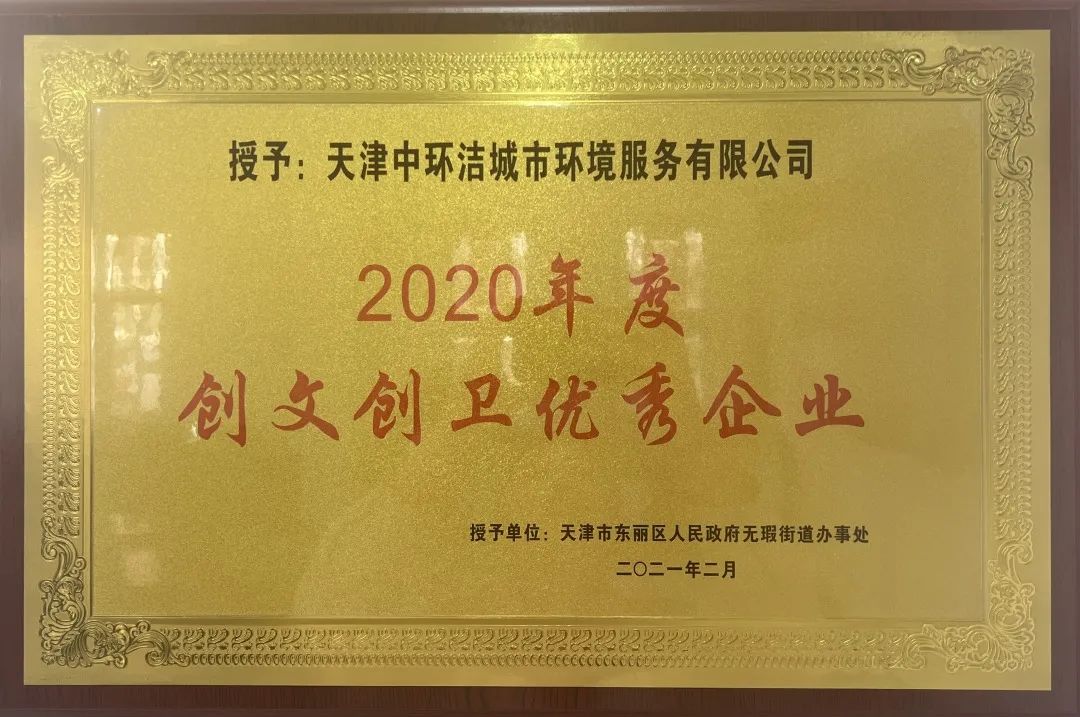 授予：天津中环洁城市环境服务有限公司
2020年度
创文创卫优秀企业
授予单位：天津市东丽区人民政府无瑕街道办事处
二〇二一年二月